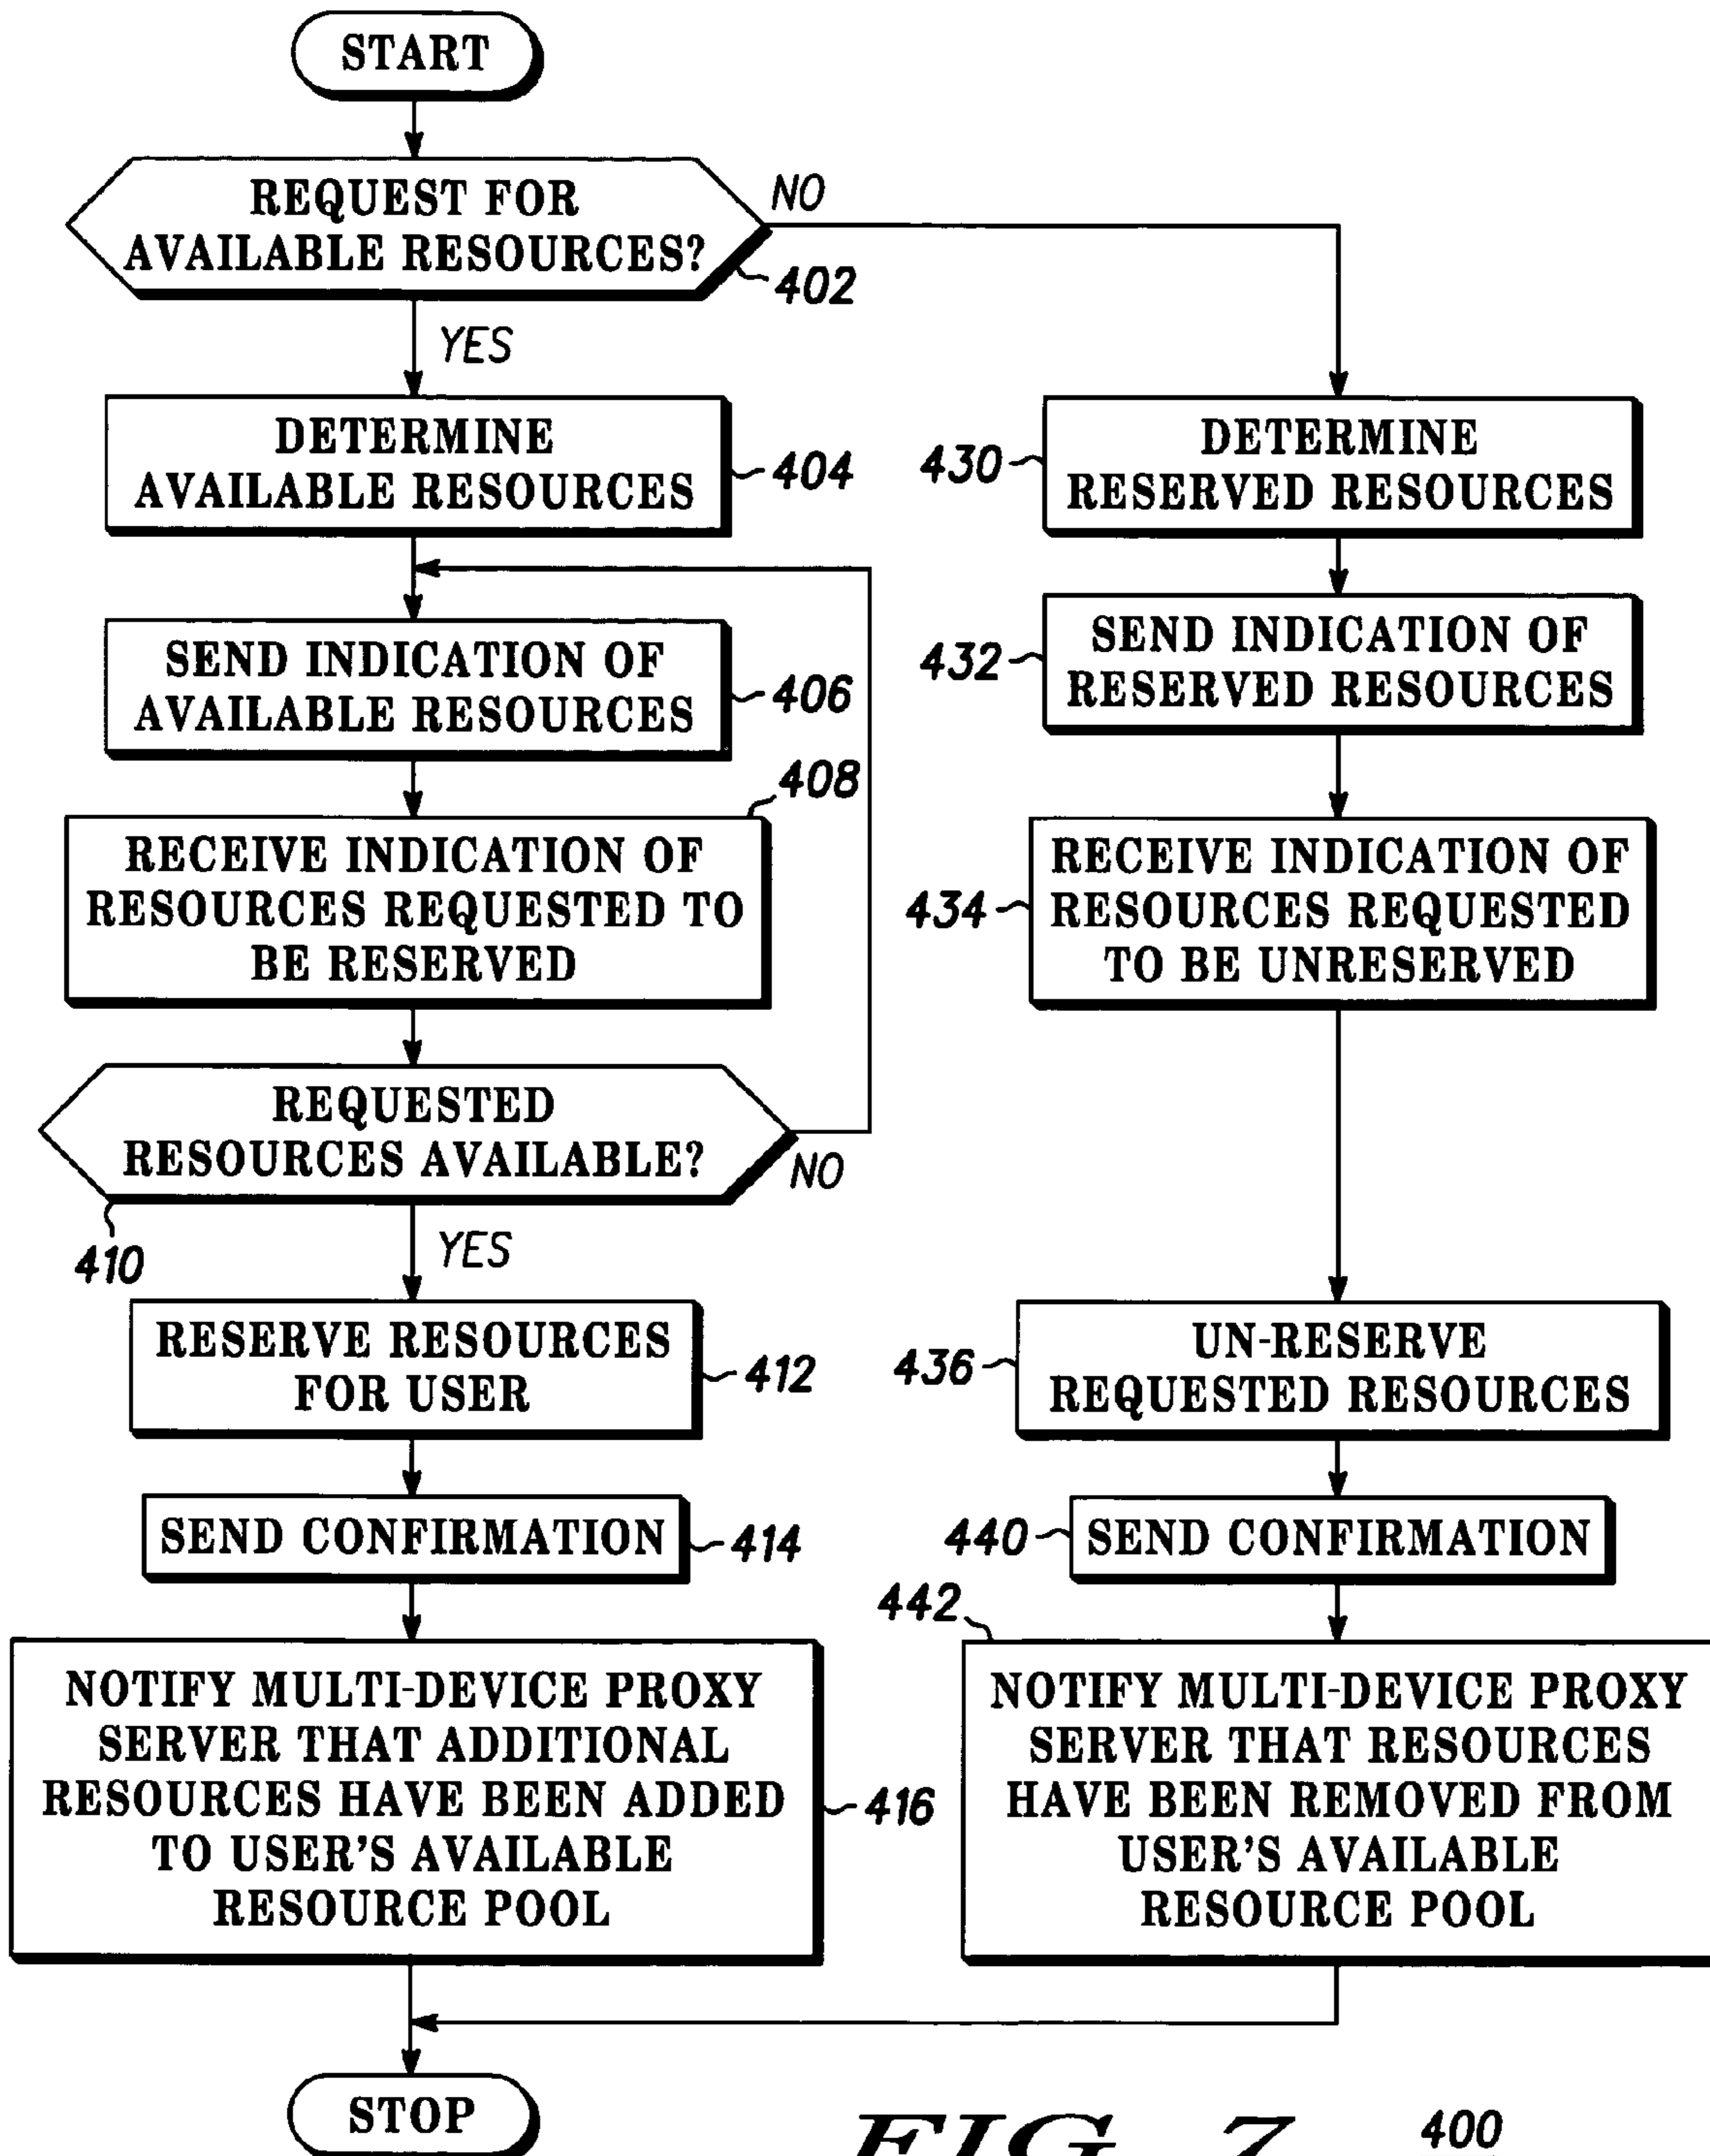 START
REQUEST FOR
AVAILABLE RESOURCES?
NO
402
YES
DETERMINE
AVAILABLE RESOURCES
404
SEND INDICATION OF
AVAILABLE RESOURCES
406
408
RECEIVE INDICATION OF
RESOURCES REQUESTED TO
BE RESERVED
REQUESTED
RESOURCES AVAILABLE?
NO
410
YES
RESERVE RESOURCES
FOR USER
412
SEND CONFIRMATION
414
NOTIFY MULTI-DEVICE PROXY
SERVER THAT ADDITIONAL
RESOURCES HAVE BEEN ADDED
TO USER'S AVAILABLE
RESOURCE POOL
416
430
DETERMINE
RESERVED RESOURCES
432
SEND INDICATION OF
RESERVED RESOURCES
434
RECEIVE INDICATION OF
RESOURCES REQUESTED
TO BE UNRESERVED
436
UN-RESERVE
REQUESTED RESOURCES
440
SEND CONFIRMATION
442
NOTIFY MULTI-DEVICE PROXY
SERVER THAT RESOURCES
HAVE BEEN REMOVED FROM
USER'S AVAILABLE
RESOURCE POOL
STOP
FIG. 7
400